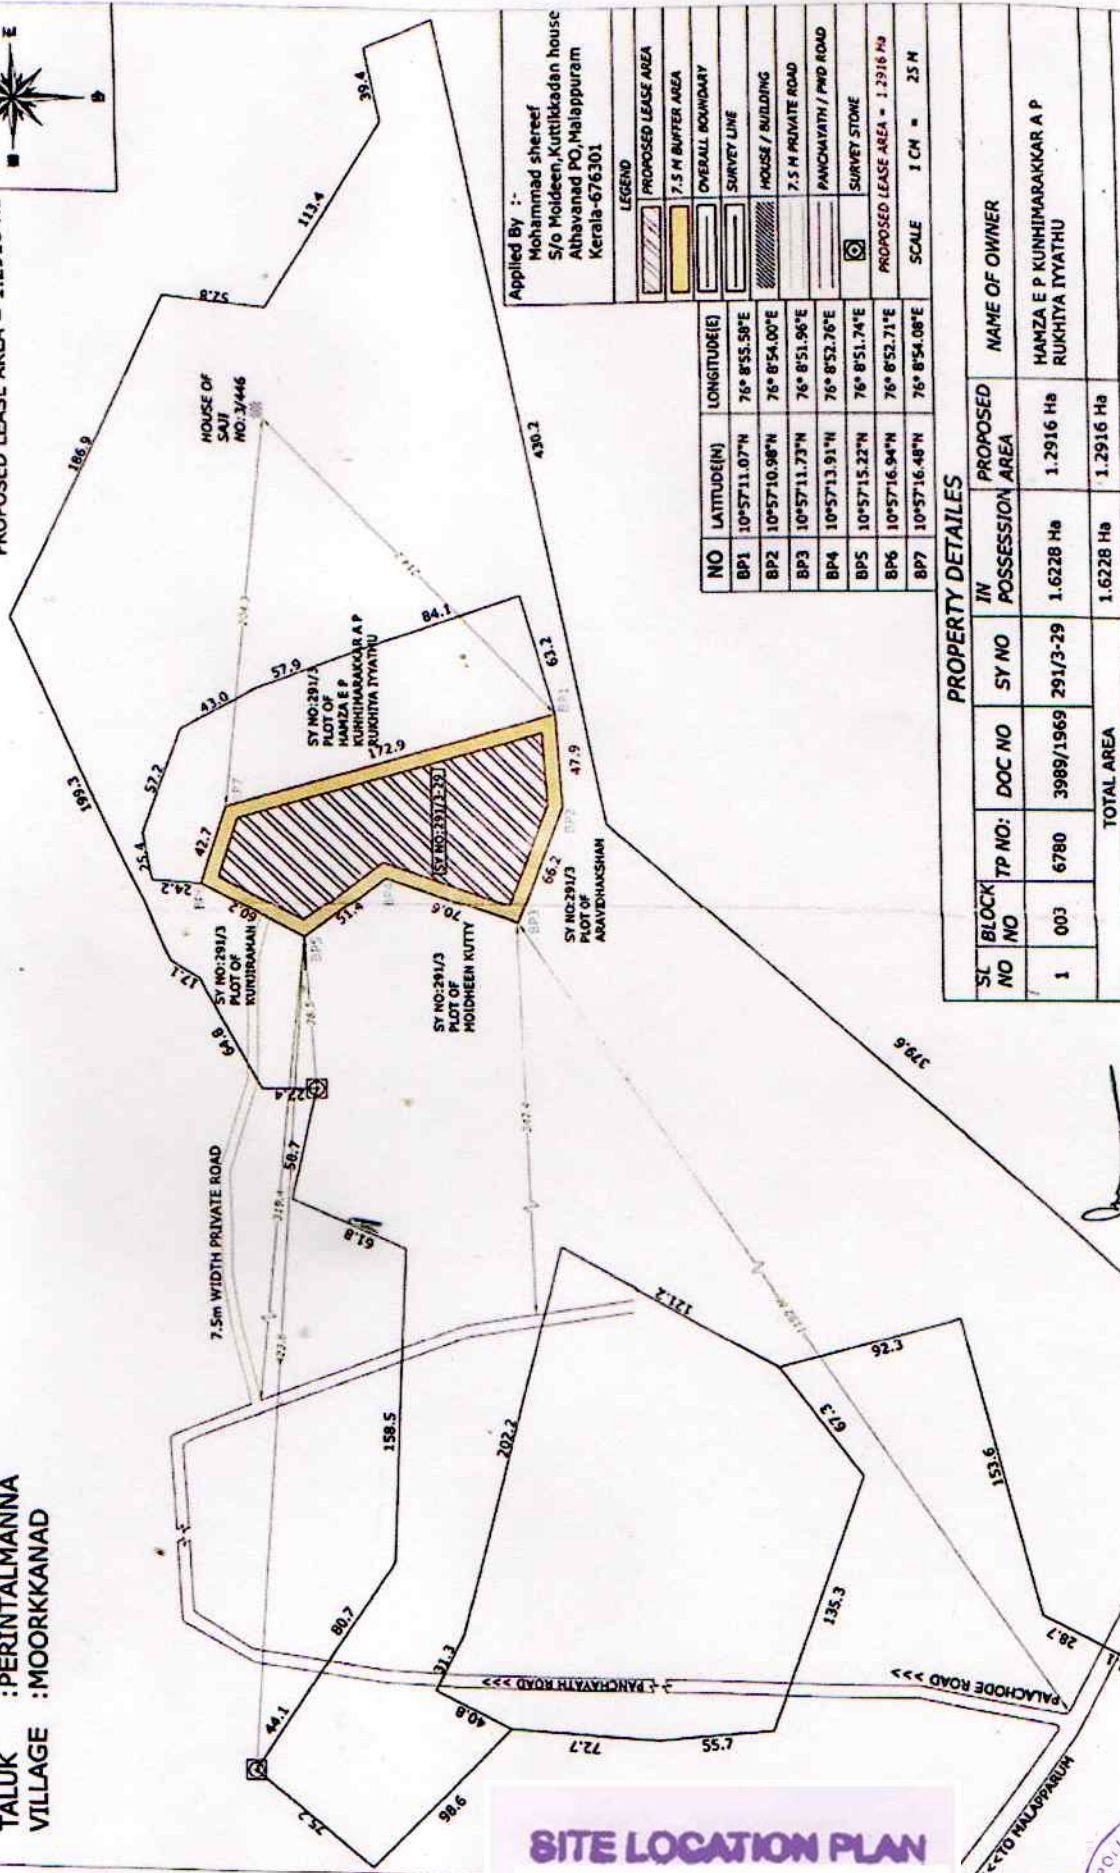 TALUK : PERINTALMANNA
VILLAGE : MOORKKANAD
E
Applied By :-
Mohammad shereef
S/o Moideen,Kuttikkadan house
Athavanad PO,Malappuram
Kerala-676301
LEGEND
PROPOSED LEASE AREA
7.5 M BUFFER AREA
OVERALL BOUNDARY
SURVEY LINE
HOUSE / BUILDING
7.5 M PRIVATE ROAD
PANCHAYATH / PWD ROAD
SURVEY STONE
PROPOSED LEASE AREA = 1.2916 Ha
SCALE 1 CM = 25 M
NO LATITUDE(N) LONGITUDE(E)
BP1 10°57'11.07"N 76° 8'55.58"E
BP2 10°57'10.98"N 76° 8'54.00"E
BP3 10°57'11.73"N 76° 8'51.96"E
BP4 10°57'13.91"N 76° 8'52.76"E
BP5 10°57'15.22"N 76° 8'51.74"E
BP6 10°57'16.94"N 76° 8'52.71"E
BP7 10°57'16.48"N 76° 8'54.08"E
PROPERTY DETAILES
SL NO BLOCK NO TP NO: DOC NO SY NO IN POSSESSION PROPOSED AREA NAME OF OWNER
1 003 6780 3989/1969 291/3-29 1.6228 Ha 1.2916 Ha HAMZA E P KUNHIMARAKKAR A P
RUKHIYA IYYATHU
TOTAL AREA 1.6228 Ha 1.2916 Ha
HOUSE OF
SAJI
NO:3/446
SY NO:291/3
PLOT OF
HAMZA E P
KUNHIMARAKKAR A P
RUKHIYA IYYATHU
SY NO:291/3-29
SY NO:291/3
PLOT OF
KUNJIRAMAN
SY NO:291/3
PLOT OF
MOIDHEEN KUTTY
SY NO:291/3
PLOT OF
ARAVIDHAKSHAN
7.5m WIDTH PRIVATE ROAD
PANCHAYATH ROAD >>>
PALACHODE ROAD >>>
<<<TO MALAPPARUM
39.4
113.4
52.8
186.9
430.2
199.3
84.1
57.9
43.0
57.2
25.4
24.2
63.2
172.9
42.7
47.9
66.2
70.6
51.4
60.2
17.1
64.8
27.4
58.7
61.8
158.5
80.7
44.1
75.2
98.6
40.8
31.3
202.2
121.2
67.3
92.3
153.6
135.3
55.7
72.7
28.7
379.6
BP1
BP2
BP3
BP4
BP5
SITE LOCATION PLAN